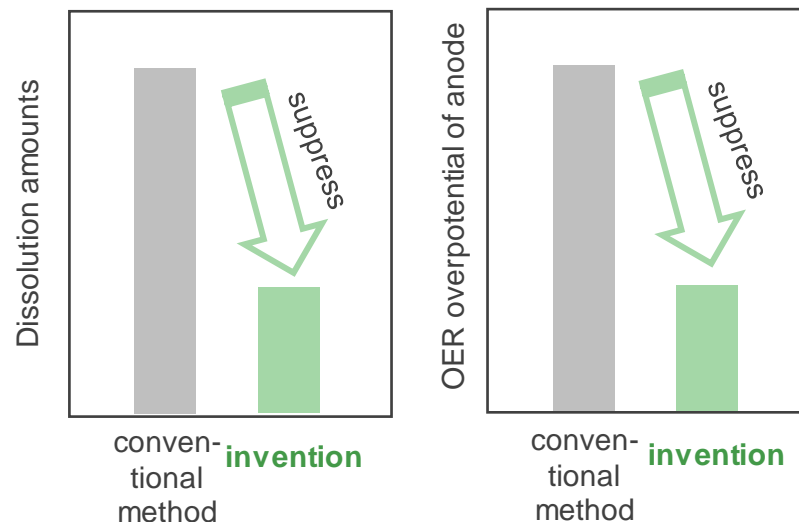 Dissolution amounts
suppress
conven-
tional
method
invention
OER overpotential of anode
suppress
conven-
tional
method
invention